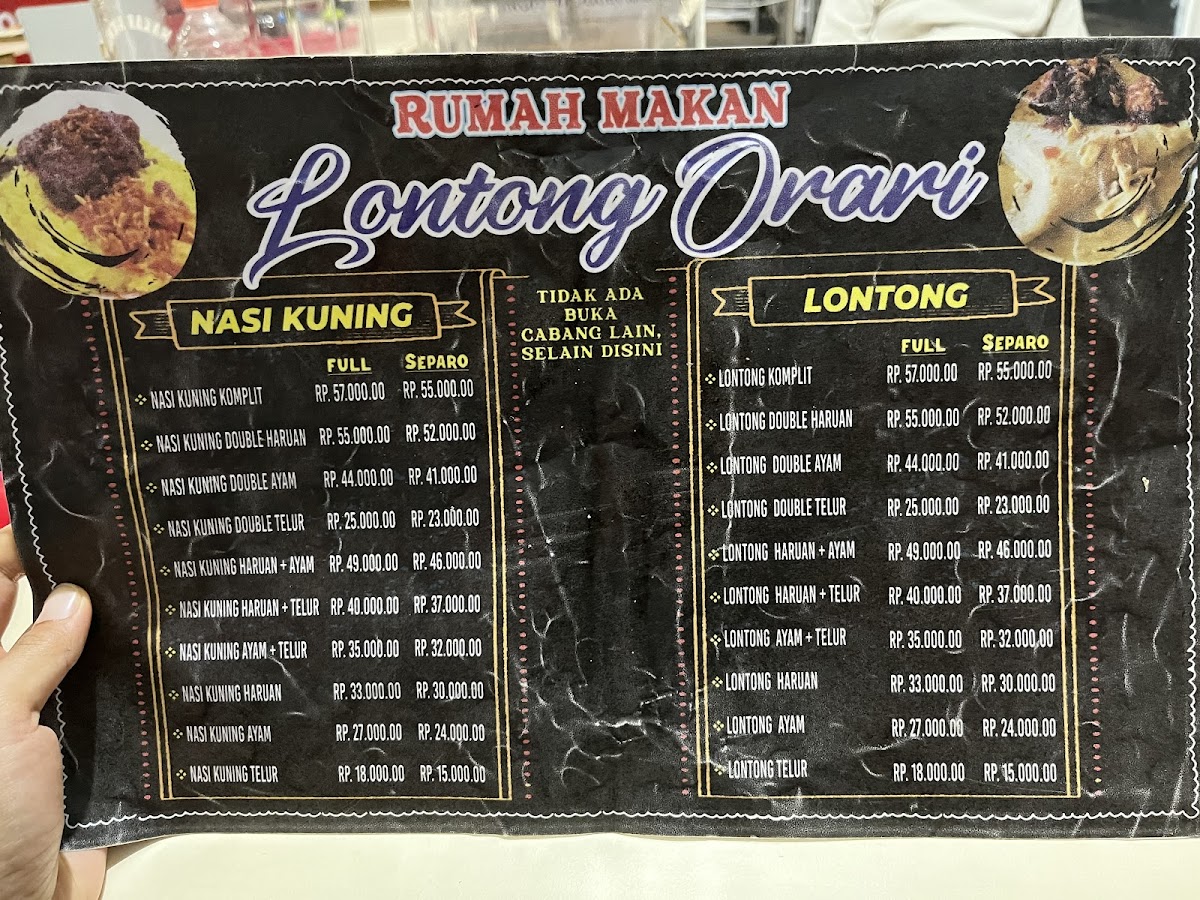 RUMAH MAKAN
Lontong Orari
NASI KUNING
FULL SEPARO
NASI KUNING KOMPLIT RP. 57.000.00 RP. 55.000.00
NASI KUNING DOUBLE HARUAN RP. 55.000.00 RP. 52.000.00
NASI KUNING DOUBLE AYAM RP. 44.000.00 RP. 41.000.00
NASI KUNING DOUBLE TELUR RP. 25.000.00 RP. 23.000.00
NASI KUNING HARUAN + AYAM RP. 49.000.00 RP. 46.000.00
NASI KUNING HARUAN + TELUR RP. 40.000.00 RP. 37.000.00
NASI KUNING AYAM + TELUR RP. 35.000.00 RP. 32.000.00
NASI KUNING HARUAN RP. 33.000.00 RP. 30.000.00
NASI KUNING AYAM RP. 27.000.00 RP. 24.000.00
NASI KUNING TELUR RP. 18.000.00 RP. 15.000.00
TIDAK ADA
BUKA
CABANG LAIN,
SELAIN DISINI
LONTONG
FULL SEPARO
LONTONG KOMPLIT RP. 57.000.00 RP. 55.000.00
LONTONG DOUBLE HARUAN RP. 55.000.00 RP. 52.000.00
LONTONG DOUBLE AYAM RP. 44.000.00 RP. 41.000.00
LONTONG DOUBLE TELUR RP. 25.000.00 RP. 23.000.00
LONTONG HARUAN + AYAM RP. 49.000.00 RP. 46.000.00
LONTONG HARUAN + TELUR RP. 40.000.00 RP. 37.000.00
LONTONG AYAM + TELUR RP. 35.000.00 RP. 32.000.00
LONTONG HARUAN RP. 33.000.00 RP. 30.000.00
LONTONG AYAM RP. 27.000.00 RP. 24.000.00
LONTONG TELUR RP. 18.000.00 RP. 15.000.00